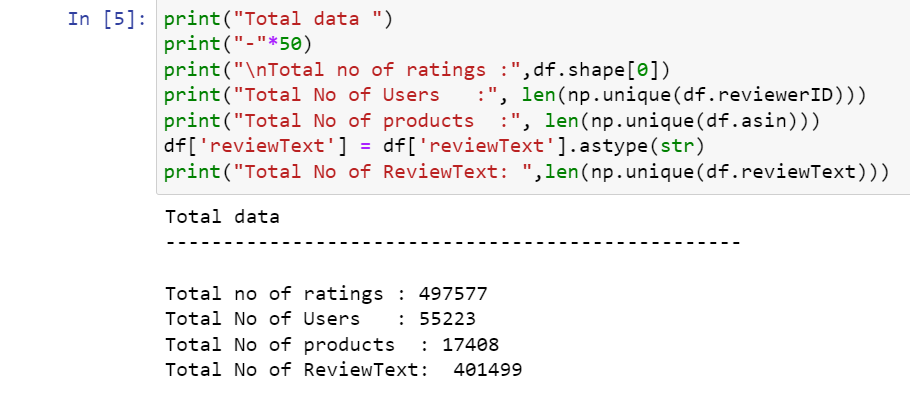 In [5]: print("Total data ")
print("-"*50)
print("\nTotal no of ratings :",df.shape[0])
print("Total No of Users   :", len(np.unique(df.reviewerID)))
print("Total No of products  :", len(np.unique(df.asin)))
df['reviewText'] = df['reviewText'].astype(str)
print("Total No of ReviewText: ",len(np.unique(df.reviewText)))
Total data
--------------------------------------------------
Total no of ratings : 497577
Total No of Users   : 55223
Total No of products  : 17408
Total No of ReviewText:  401499